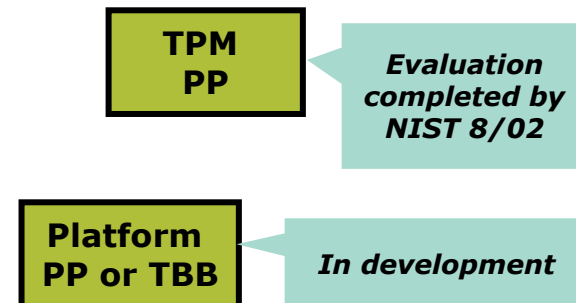 TPM
PP
Evaluation
completed by
NIST 8/02
Platform
PP or TBB
In development